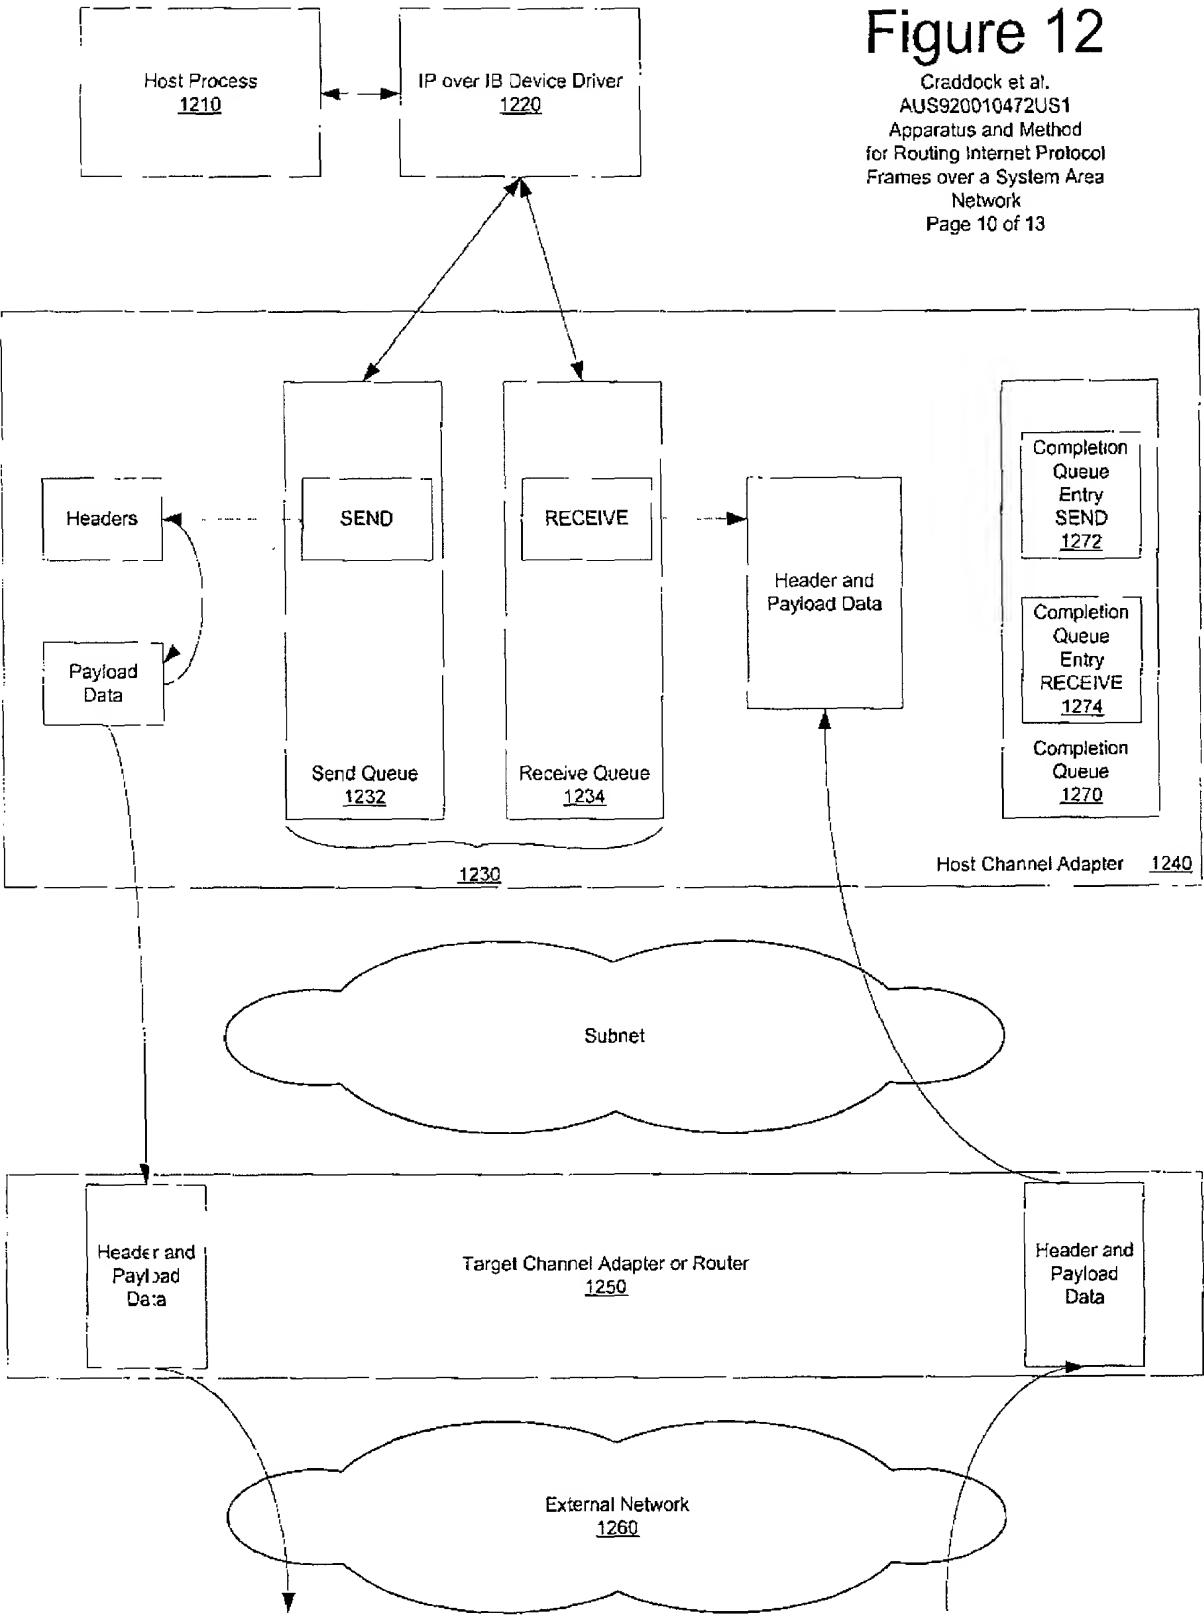 Figure 12
Craddock et al.
AUS920010472US1
Apparatus and Method
for Routing Internet Protocol
Frames over a System Area
Network
Page 10 of 13
Host Process
1210
IP over IB Device Driver
1220
Headers
Payload
Data
SEND
Send Queue
1232
RECEIVE
Receive Queue
1234
1230
Header and
Payload Data
Completion
Queue
Entry
SEND
1272
Completion
Queue
Entry
RECEIVE
1274
Completion
Queue
1270
Host Channel Adapter 1240
Subnet
Header and
Payload
Data
Target Channel Adapter or Router
1250
Header and
Payload
Data
External Network
1260